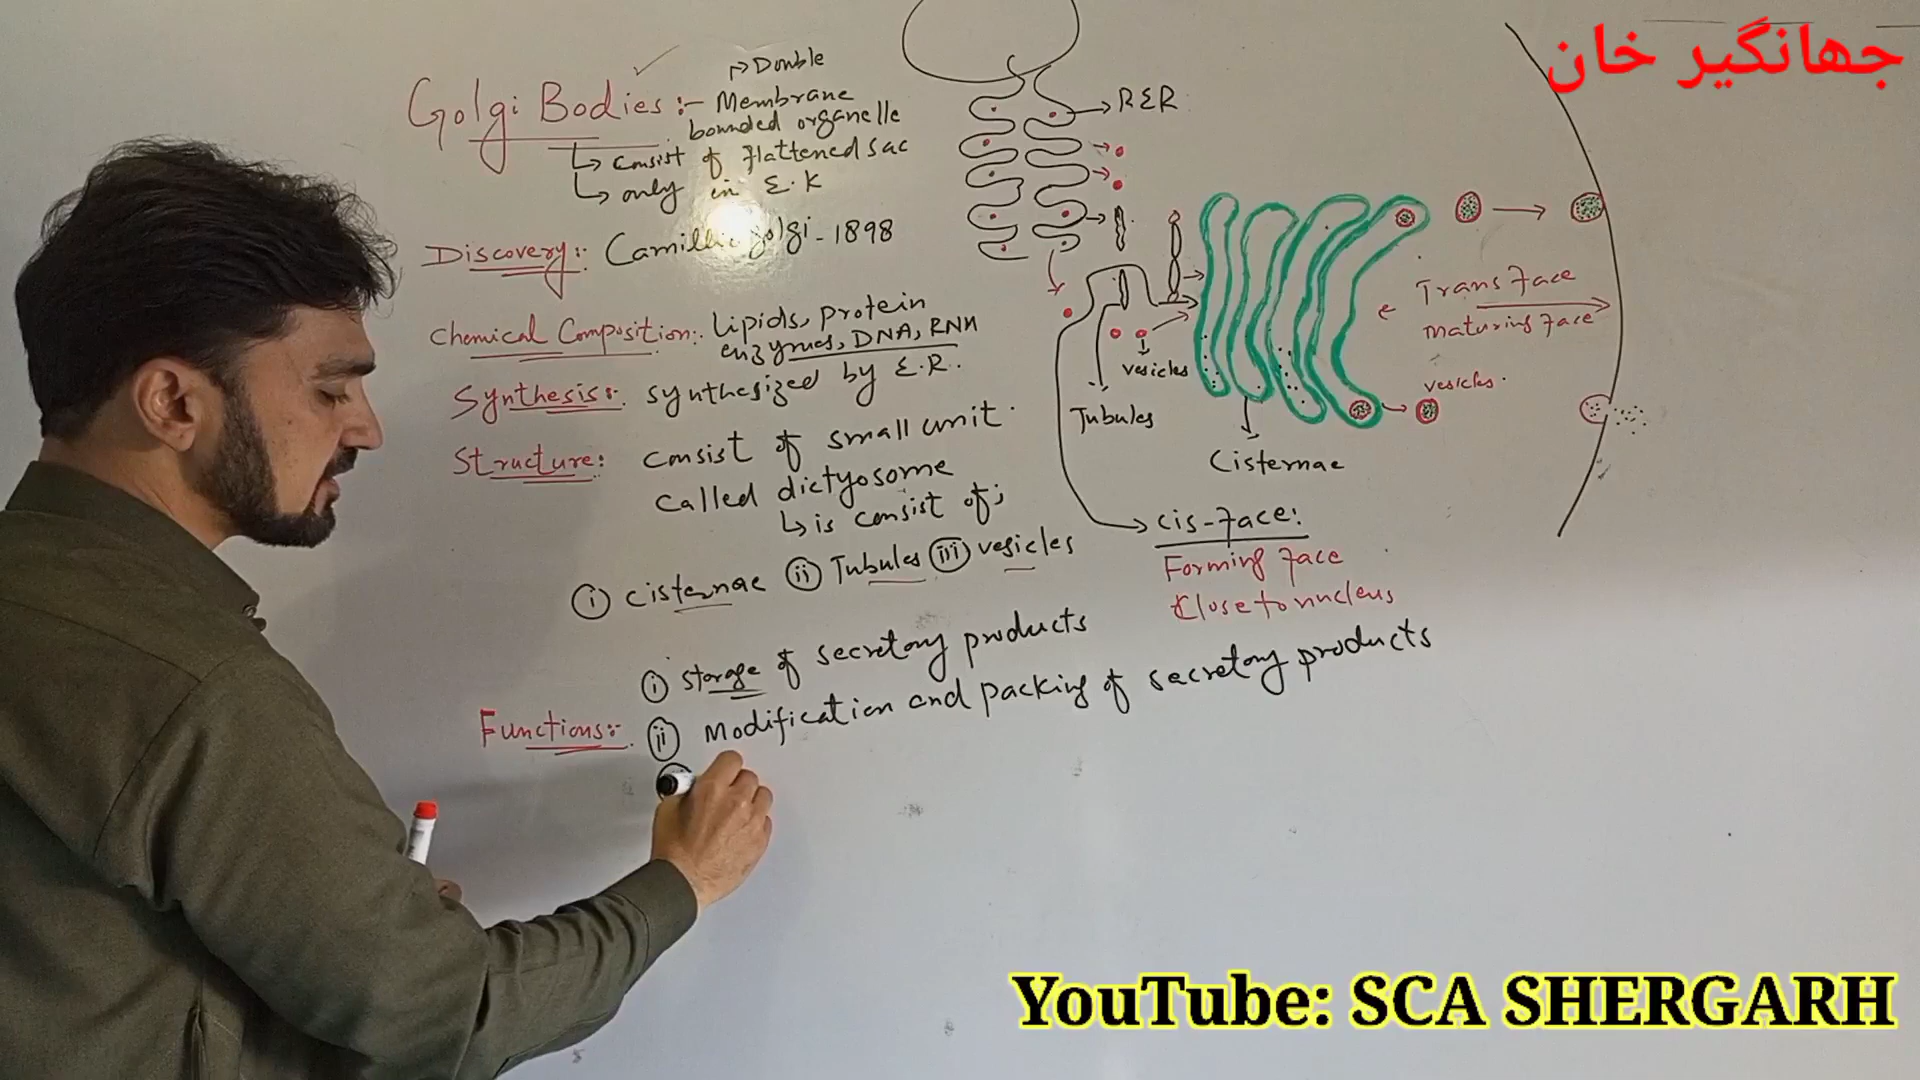 Golgi Bodies :-
→ Double
Membrane
bounded organelle
↳ consist of flattened sac
↳ only in E.K
Discovery:- Camillio golgi - 1898
Chemical Composition:- Lipids, protein
enzymes, DNA, RNA
Synthesis:- synthesized by E.R.
Structure: consist of small unit
called dictyosome
↳ is consist of;
(i) cisternae (ii) Tubules (iii) vesicles
Functions:-
(i) Storage of secretory products
(ii) Modification and packing of secretory products
→ RER
vesicles
Tubules
Cisternae
→ cis-face:
Forming face
Close to nucleus
Trans face
maturing face
vesicles
جهانگیر خان
YouTube: SCA SHERGARH